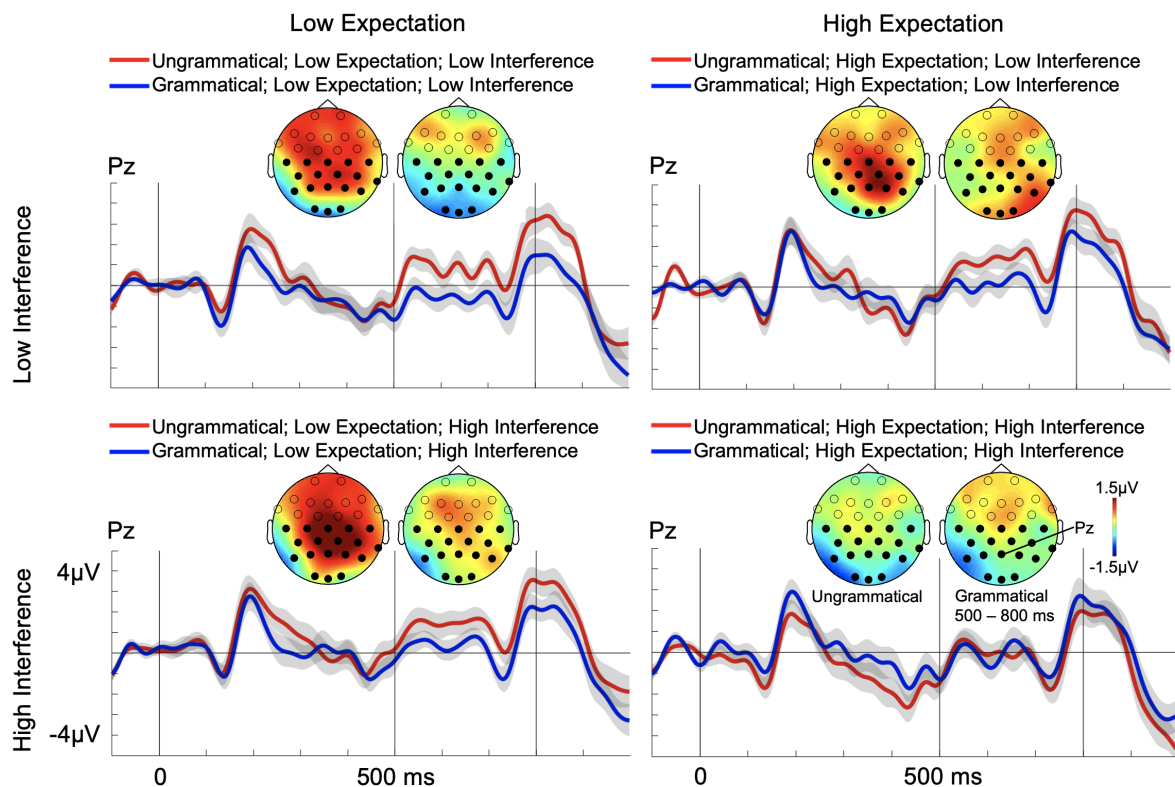 Low Expectation
High Expectation
Ungrammatical; Low Expectation; Low Interference
Grammatical; Low Expectation; Low Interference
Ungrammatical; High Expectation; Low Interference
Grammatical; High Expectation; Low Interference
Pz
Pz
Low Interference
Ungrammatical; Low Expectation; High Interference
Grammatical; Low Expectation; High Interference
Ungrammatical; High Expectation; High Interference
Grammatical; High Expectation; High Interference
Pz
Pz
1.5µV
Pz
-1.5µV
4µV
Ungrammatical
Grammatical
500 – 800 ms
High Interference
-4µV
0
500 ms
0
500 ms